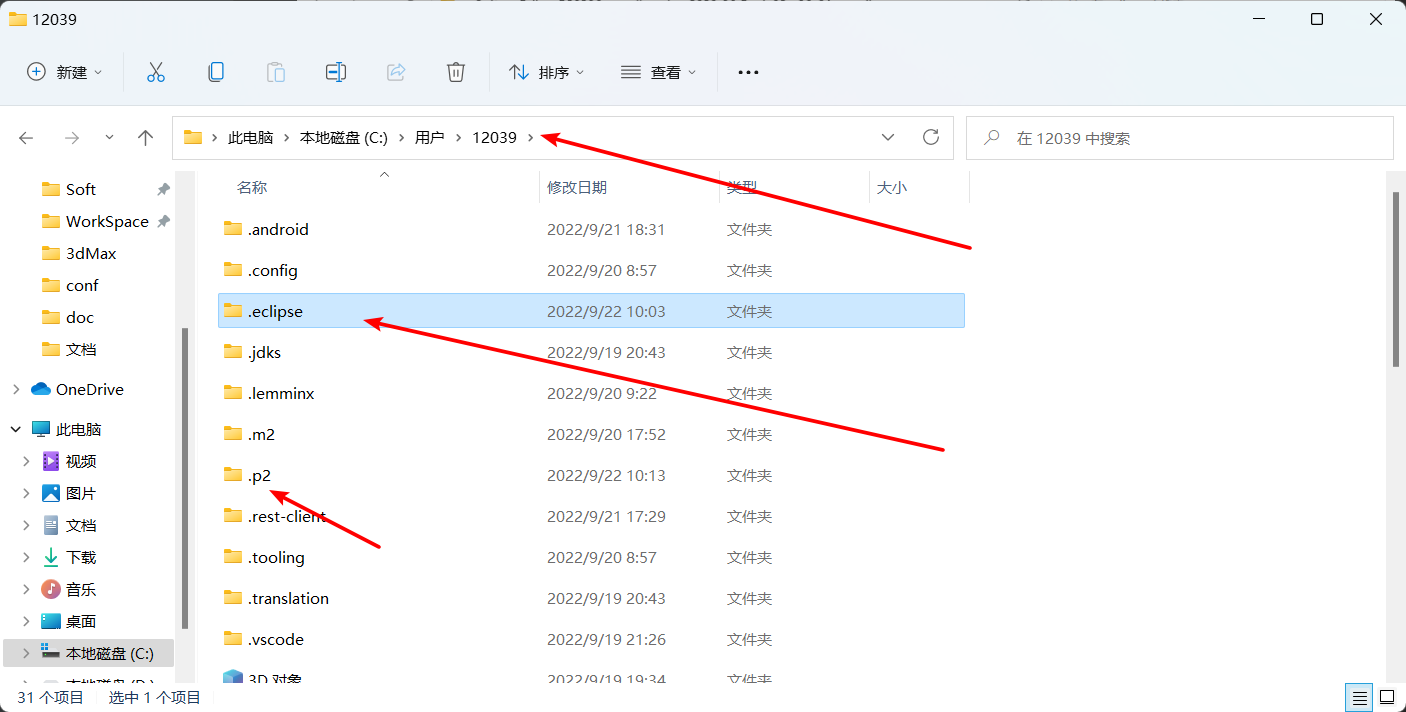 12039
新建
排序
查看
此电脑 本地磁盘 (C:) 用户 12039
在 12039 中搜索
Soft
WorkSpace
3dMax
conf
doc
文档
OneDrive
此电脑
视频
图片
文档
下载
音乐
桌面
本地磁盘 (C:)
本地磁盘 (D:)
名称 修改日期 类型 大小
.android 2022/9/21 18:31 文件夹
.config 2022/9/20 8:57 文件夹
.eclipse 2022/9/22 10:03 文件夹
.jdks 2022/9/19 20:43 文件夹
.lemminx 2022/9/20 9:22 文件夹
.m2 2022/9/20 17:52 文件夹
.p2 2022/9/22 10:13 文件夹
.rest-client 2022/9/21 17:29 文件夹
.tooling 2022/9/20 8:57 文件夹
.translation 2022/9/19 20:43 文件夹
.vscode 2022/9/19 21:26 文件夹
3D 对象 2022/9/19 19:34 文件夹
31 个项目 选中 1 个项目